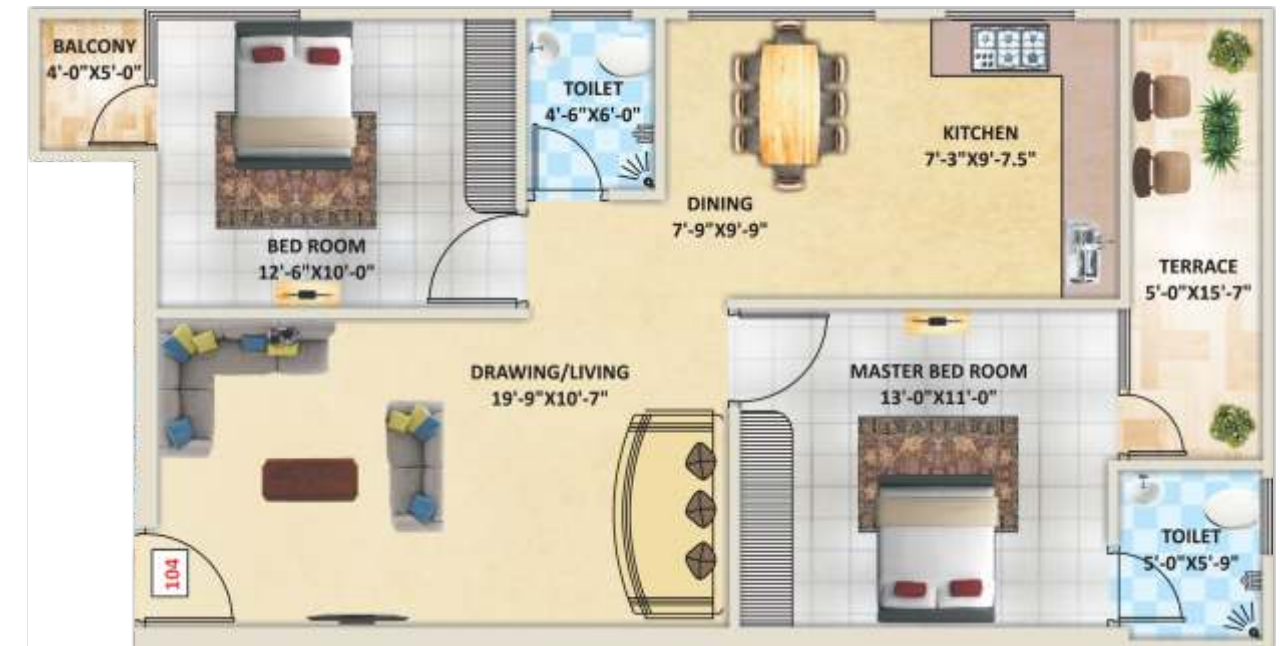 BALCONY
4'-0"X5'-0"
TOILET
4'-6"X6'-0"
KITCHEN
7'-3"X9'-7.5"
DINING
7'-9"X9'-9"
BED ROOM
12'-6"X10'-0"
TERRACE
5'-0"X15'-7"
DRAWING/LIVING
19'-9"X10'-7"
MASTER BED ROOM
13'-0"X11'-0"
TOILET
5'-0X5'-9"
104